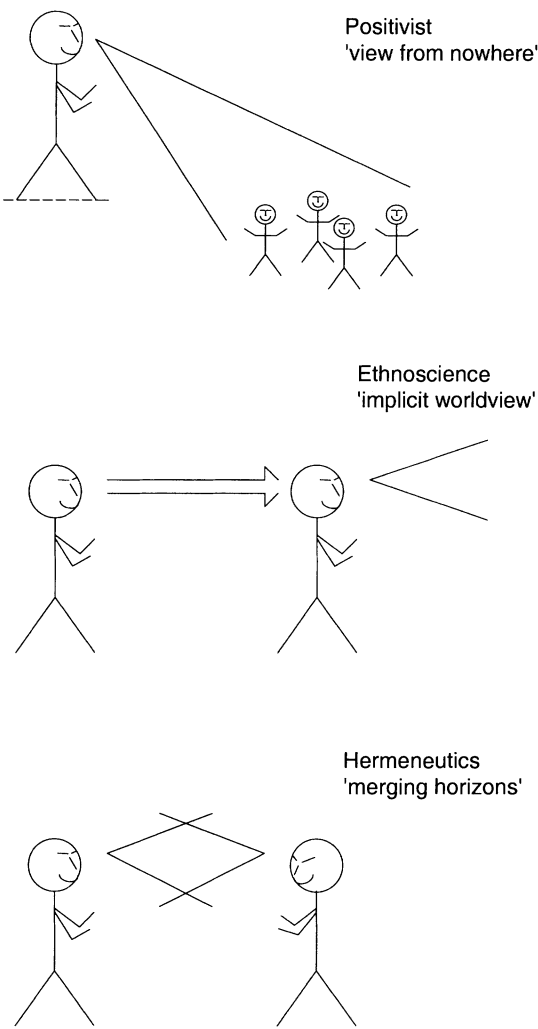 Positivist
'view from nowhere'
Ethnoscience
'implicit worldview'
Hermeneutics
'merging horizons'